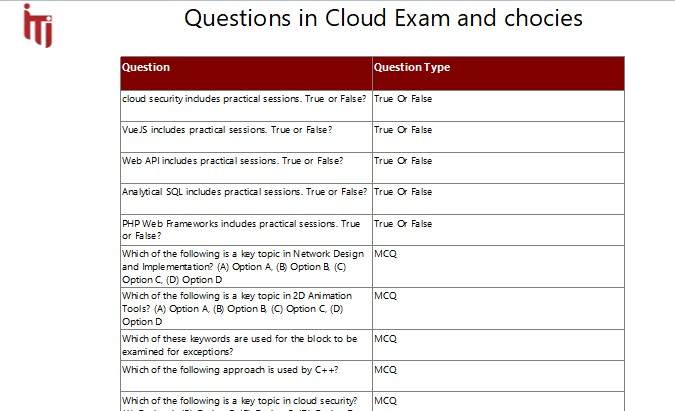 iTi
Questions in Cloud Exam and chocies
Question Question Type
cloud security includes practical sessions. True or False? True Or False
VueJS includes practical sessions. True or False? True Or False
Web API includes practical sessions. True or False? True Or False
Analytical SQL includes practical sessions. True or False? True Or False
PHP Web Frameworks includes practical sessions. True True Or False
or False?
Which of the following is a key topic in Network Design MCQ
and Implementation? (A) Option A, (B) Option B, (C)
Option C, (D) Option D
Which of the following is a key topic in 2D Animation MCQ
Tools? (A) Option A, (B) Option B, (C) Option C, (D)
Option D
Which of these keywords are used for the block to be MCQ
examined for exceptions?
Which of the following approach is used by C++? MCQ
Which of the following is a key topic in cloud security? MCQ